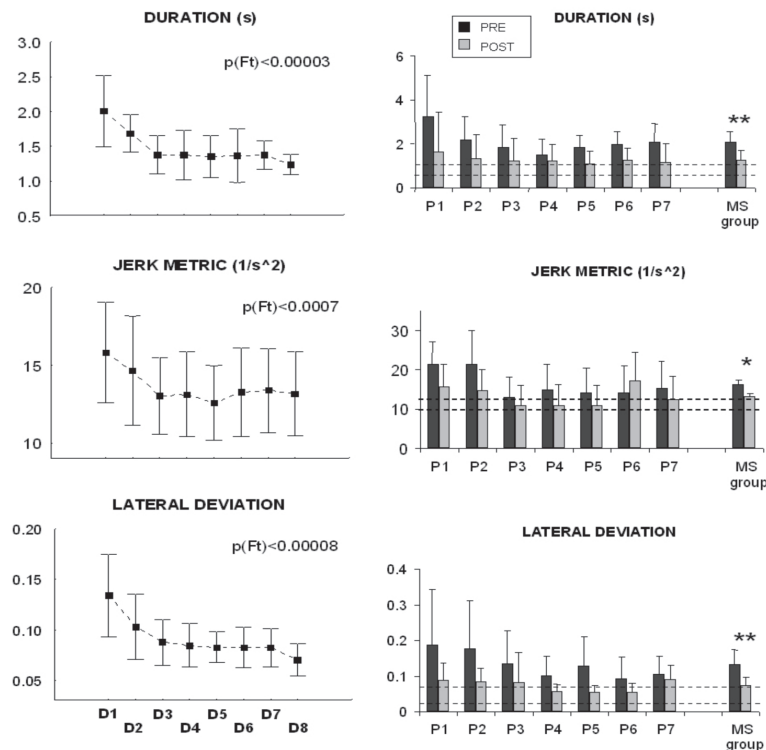 DURATION (s)
3.0
2.5
2.0
1.5
1.0
0.5
p(Ft)<0.00003
JERK METRIC (1/s^2)
20
15
10
p(Ft)<0.0007
LATERAL DEVIATION
0.20
0.15
0.10
0.05
p(Ft)<0.00008
D1 D3 D5 D7
D2 D4 D6 D8
DURATION (s)
PRE
POST
6
4
2
0
**
P1 P2 P3 P4 P5 P6 P7 MS
group
JERK METRIC (1/s^2)
30
20
10
0
*
P1 P2 P3 P4 P5 P6 P7 MS
group
LATERAL DEVIATION
0.4
0.3
0.2
0.1
0
**
P1 P2 P3 P4 P5 P6 P7 MS
group